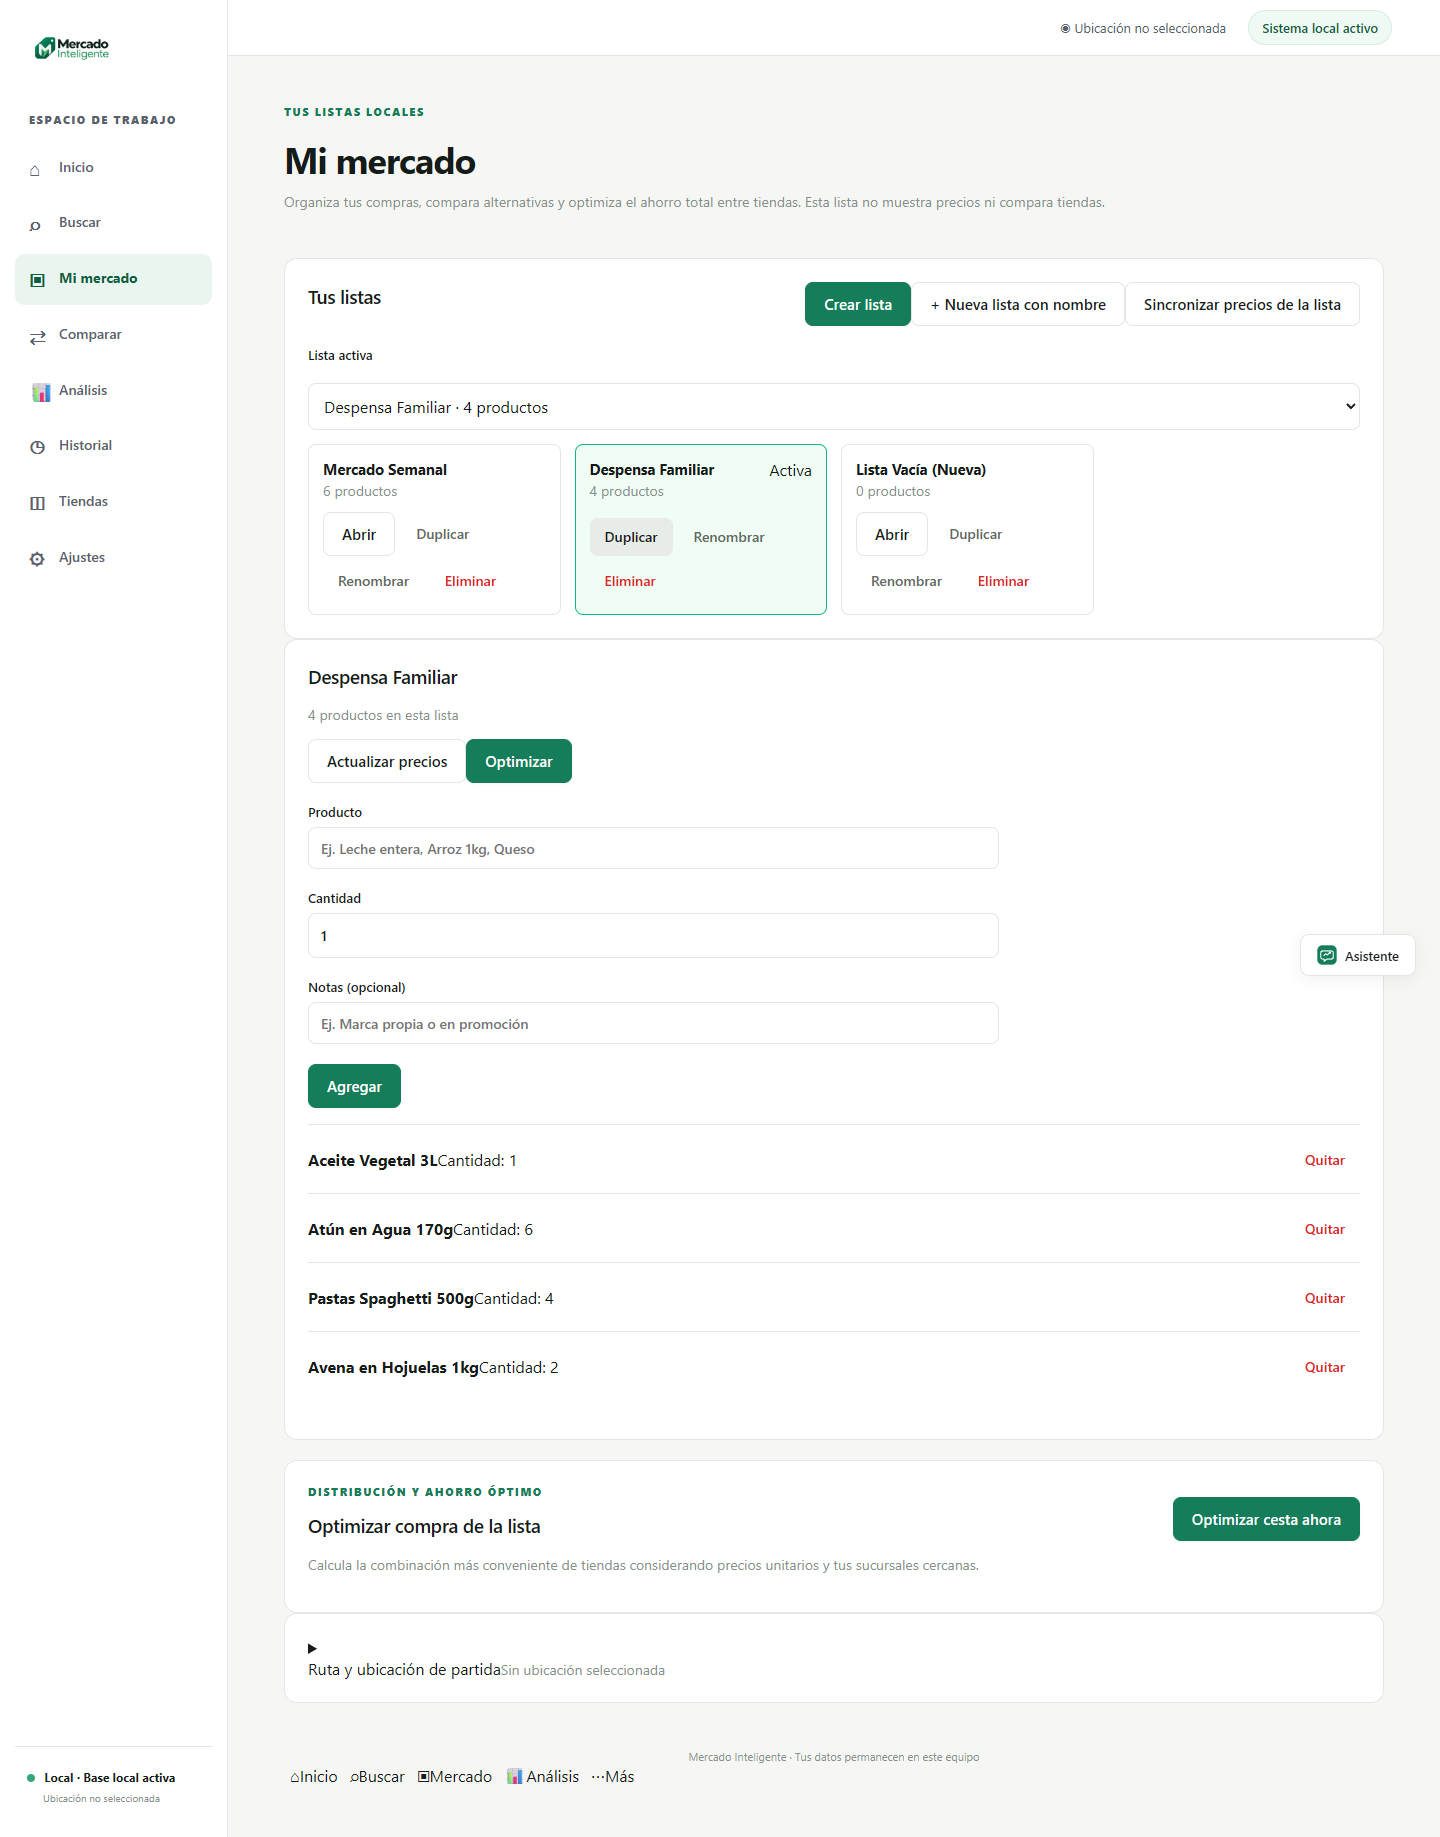 Mercado
Inteligente
Ubicación no seleccionada
Sistema local activo
ESPACIO DE TRABAJO
Inicio
Buscar
Mi mercado
Comparar
Análisis
Historial
Tiendas
Ajustes
TUS LISTAS LOCALES
Mi mercado
Organiza tus compras, compara alternativas y optimiza el ahorro total entre tiendas. Esta lista no muestra precios ni compara tiendas.
Tus listas
Crear lista
+ Nueva lista con nombre
Sincronizar precios de la lista
Lista activa
Despensa Familiar · 4 productos
Mercado Semanal
6 productos
Abrir Duplicar
Renombrar Eliminar
Despensa Familiar Activa
4 productos
Duplicar Renombrar
Eliminar
Lista Vacía (Nueva)
0 productos
Abrir Duplicar
Renombrar Eliminar
Despensa Familiar
4 productos en esta lista
Actualizar precios Optimizar
Producto
Ej. Leche entera, Arroz 1kg, Queso
Cantidad
1
Notas (opcional)
Ej. Marca propia o en promoción
Agregar
Asistente
Aceite Vegetal 3LCantidad: 1 Quitar
Atún en Agua 170gCantidad: 6 Quitar
Pastas Spaghetti 500gCantidad: 4 Quitar
Avena en Hojuelas 1kgCantidad: 2 Quitar
DISTRIBUCIÓN Y AHORRO ÓPTIMO
Optimizar compra de la lista
Calcula la combinación más conveniente de tiendas considerando precios unitarios y tus sucursales cercanas.
Optimizar cesta ahora
Ruta y ubicación de partidaSin ubicación seleccionada
Mercado Inteligente · Tus datos permanecen en este equipo
Inicio Buscar Mercado Análisis ···Más
Local · Base local activa
Ubicación no seleccionada